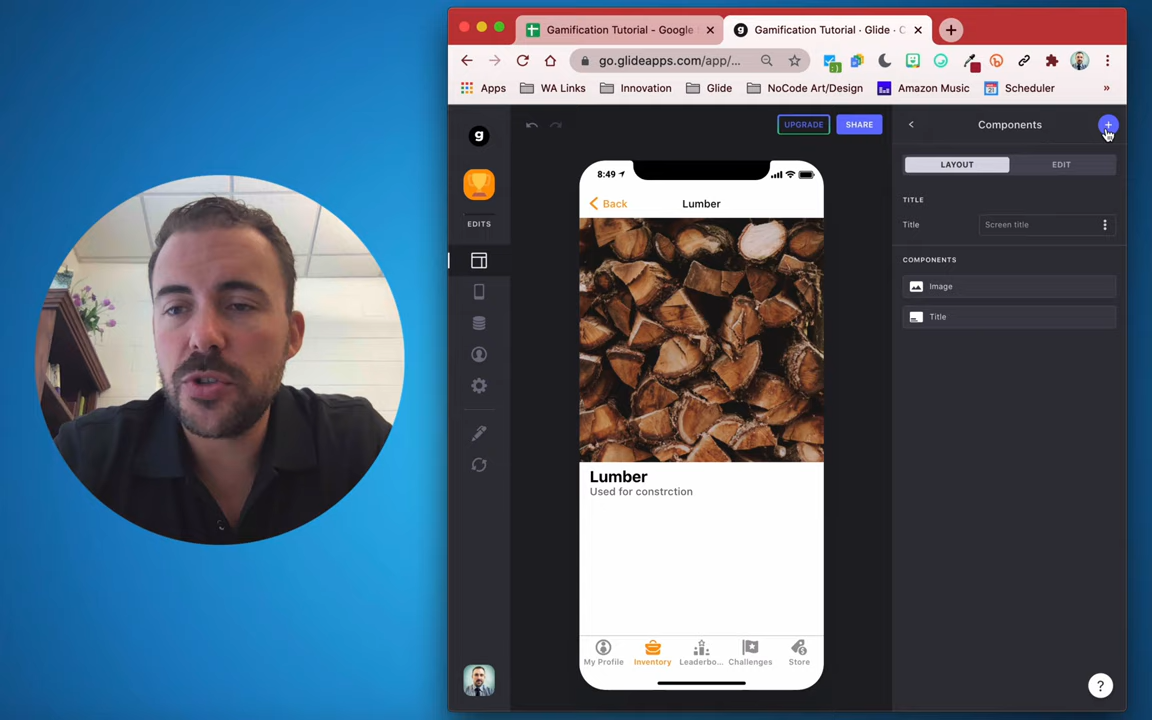 Gamification Tutorial - Google
Gamification Tutorial · Glide · C
go.glideapps.com/app/...
Apps
WA Links
Innovation
Glide
NoCode Art/Design
Amazon Music
Scheduler
»
g
EDITS
UPGRADE
SHARE
8:49
Back
Lumber
Lumber
Used for constrction
My Profile
Inventory
Leaderbo...
Challenges
Store
Components
LAYOUT
EDIT
TITLE
Title
Screen title
COMPONENTS
Image
Title
?